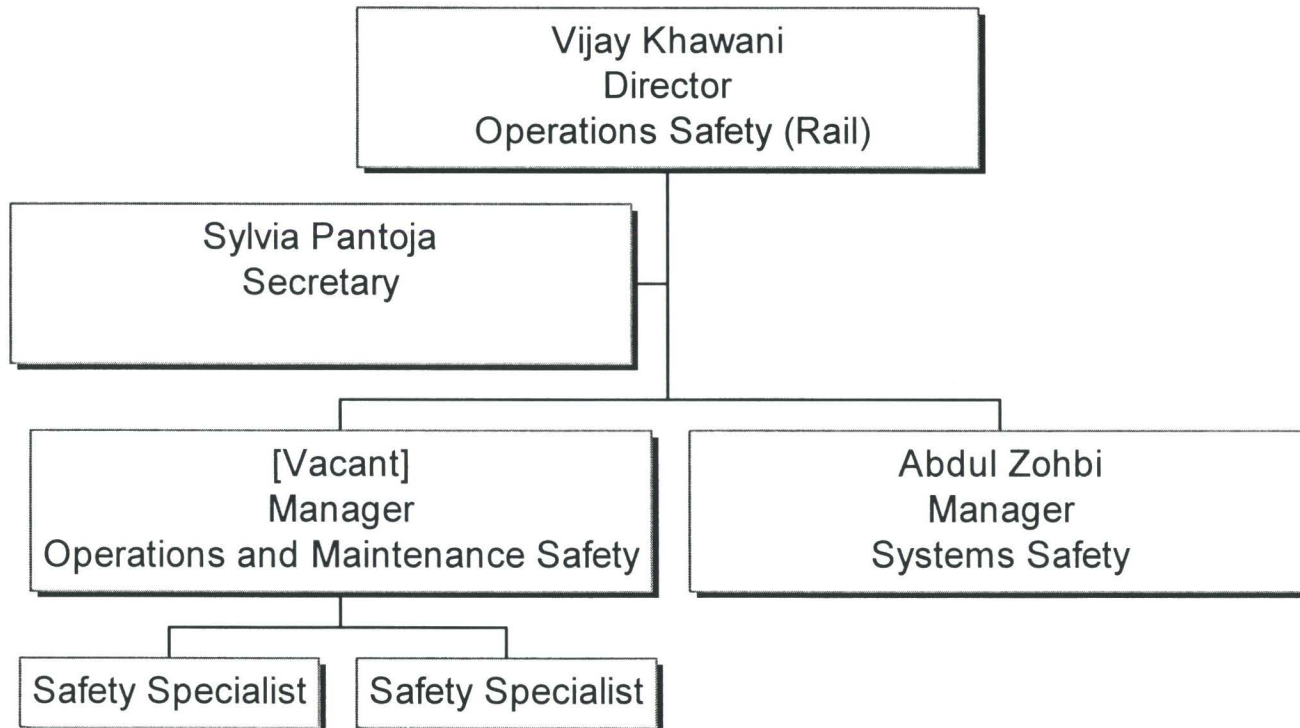 Vijay Khawani
Director
Operations Safety (Rail)
Sylvia Pantoja
Secretary
[Vacant]
Manager
Operations and Maintenance Safety
Abdul Zohbi
Manager
Systems Safety
Safety Specialist
Safety Specialist